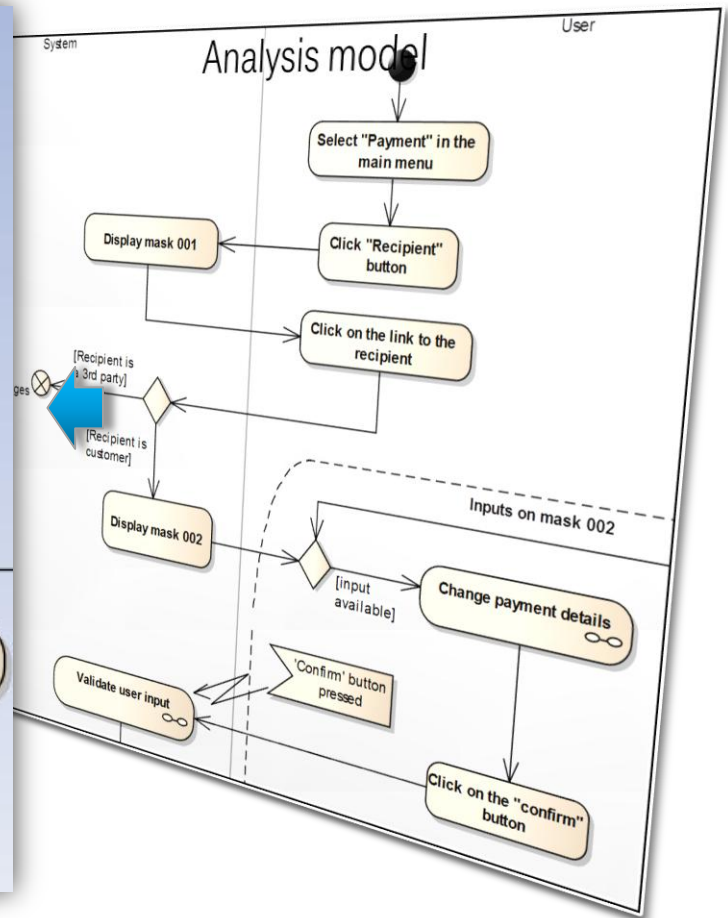 System
User
Analysis model
Select "Payment" in the
main menu
Display mask 001
Click "Recipient"
button
Click on the link to the
recipient
[Recipient is
a 3rd party]
ges
[Recipient is
customer]
Display mask 002
Inputs on mask 002
[input
available]
Change payment details
'Confirm' button
pressed
Validate user input
Click on the "confirm"
button